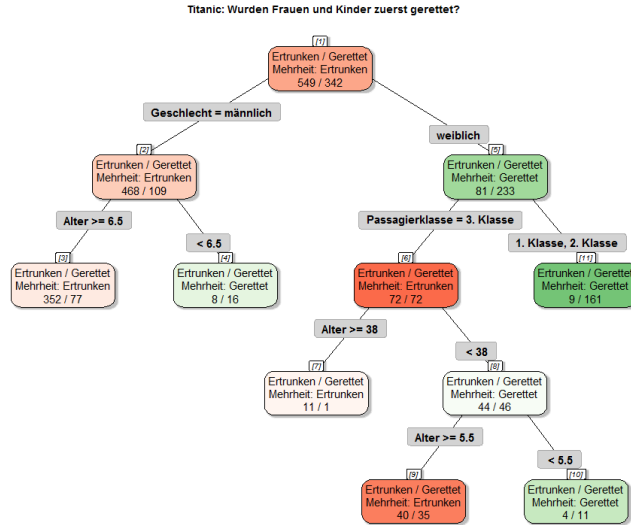 Titanic: Wurden Frauen und Kinder zuerst gerettet?
[1]
Ertrunken / Gerettet
Mehrheit: Ertrunken
549 / 342
Geschlecht = männlich
weiblich
[2]
Ertrunken / Gerettet
Mehrheit: Ertrunken
468 / 109
[5]
Ertrunken / Gerettet
Mehrheit: Gerettet
81 / 233
Alter >= 6.5
< 6.5
Passagierklasse = 3. Klasse
1. Klasse, 2. Klasse
[3]
Ertrunken / Gerettet
Mehrheit: Ertrunken
352 / 77
[4]
Ertrunken / Gerettet
Mehrheit: Gerettet
8 / 16
[6]
Ertrunken / Gerettet
Mehrheit: Ertrunken
72 / 72
[11]
Ertrunken / Gerettet
Mehrheit: Gerettet
9 / 161
Alter >= 38
< 38
[7]
Ertrunken / Gerettet
Mehrheit: Ertrunken
11 / 1
[8]
Ertrunken / Gerettet
Mehrheit: Gerettet
44 / 46
Alter >= 5.5
< 5.5
[9]
Ertrunken / Gerettet
Mehrheit: Ertrunken
40 / 35
[10]
Ertrunken / Gerettet
Mehrheit: Gerettet
4 / 11